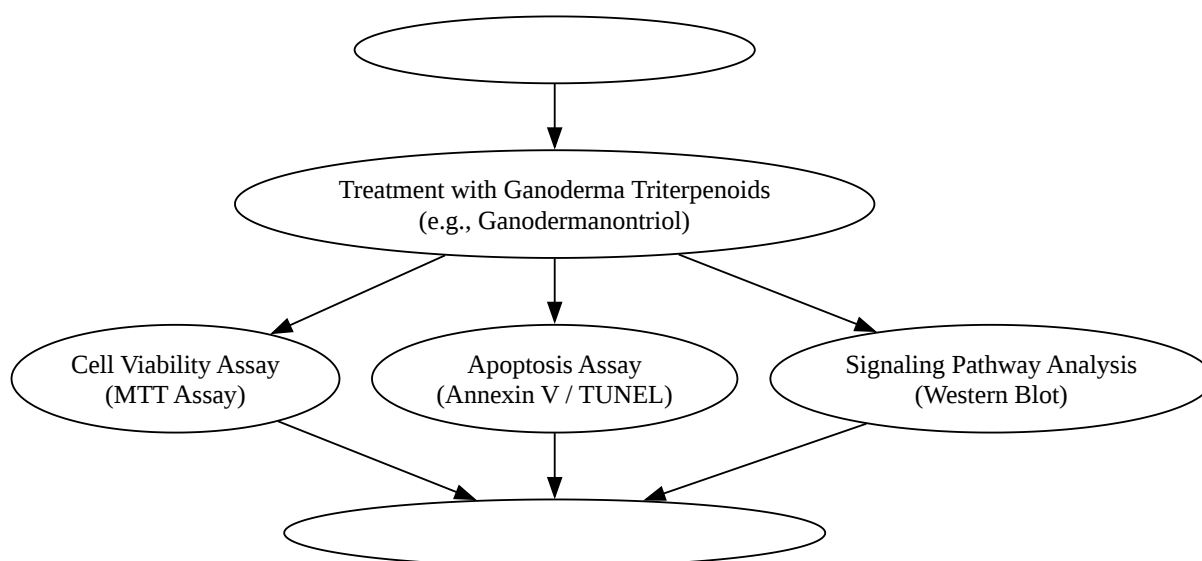 Treatment with Ganoderma Triterpenoids
(e.g., Ganodermanontriol)
Cell Viability Assay
(MTT Assay)
Apoptosis Assay
(Annexin V / TUNEL)
Signaling Pathway Analysis
(Western Blot)